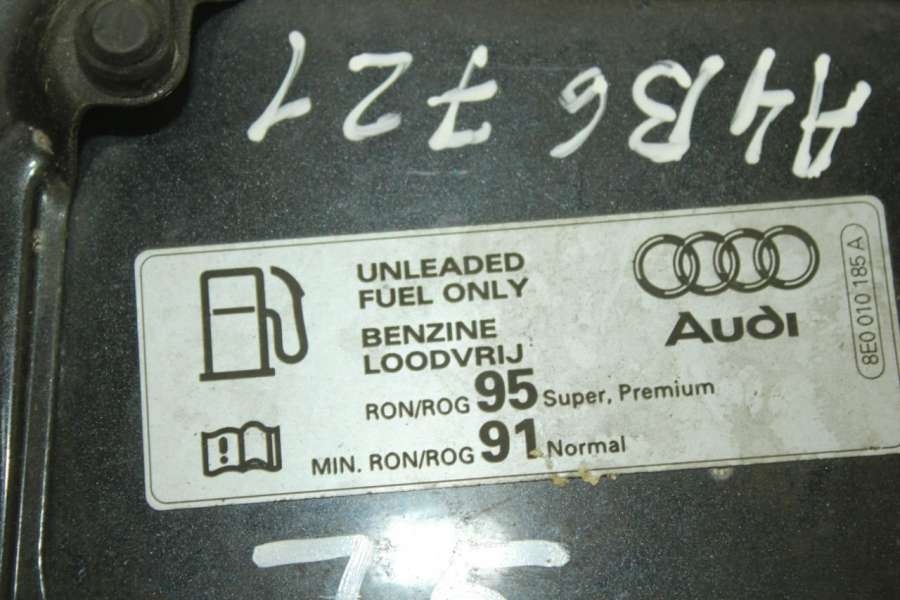 A4B6 721
UNLEADED
FUEL ONLY
BENZINE
LOODVRIJ
RON/ROG 95 Super, Premium
MIN. RON/ROG 91 Normal
Audi
8E0 010 185 A